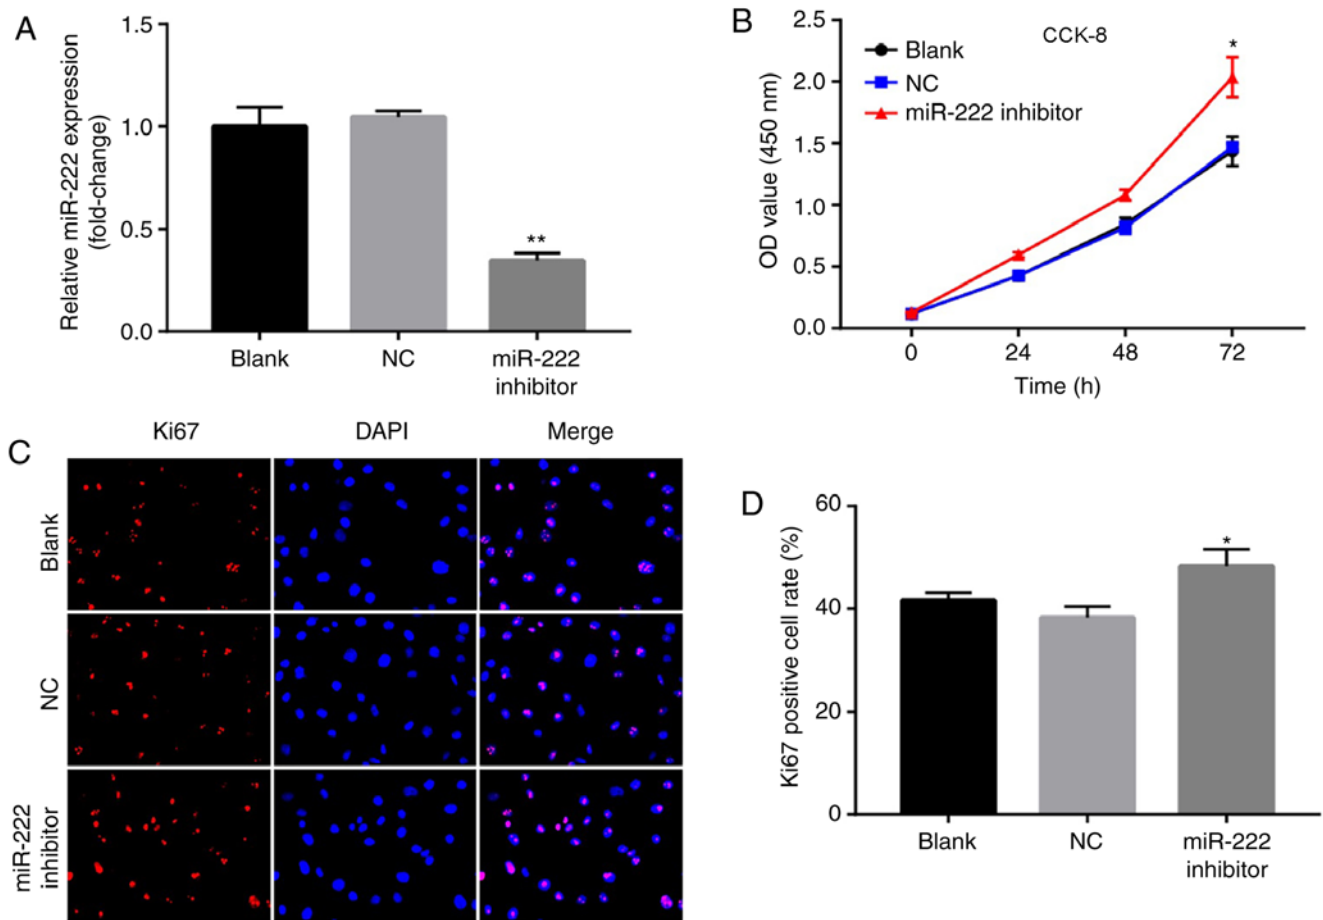 A
Relative miR-222 expression
(fold-change)
1.5
1.0
0.5
0.0
**
Blank
NC
miR-222
inhibitor
B
CCK-8
Blank
NC
miR-222 inhibitor
OD value (450 nm)
2.5
2.0
1.5
1.0
0.5
0.0
*
0
24
48
72
Time (h)
C
Ki67
DAPI
Merge
Blank
NC
miR-222
inhibitor
D
Ki67 positive cell rate (%)
60
40
20
0
*
Blank
NC
miR-222
inhibitor